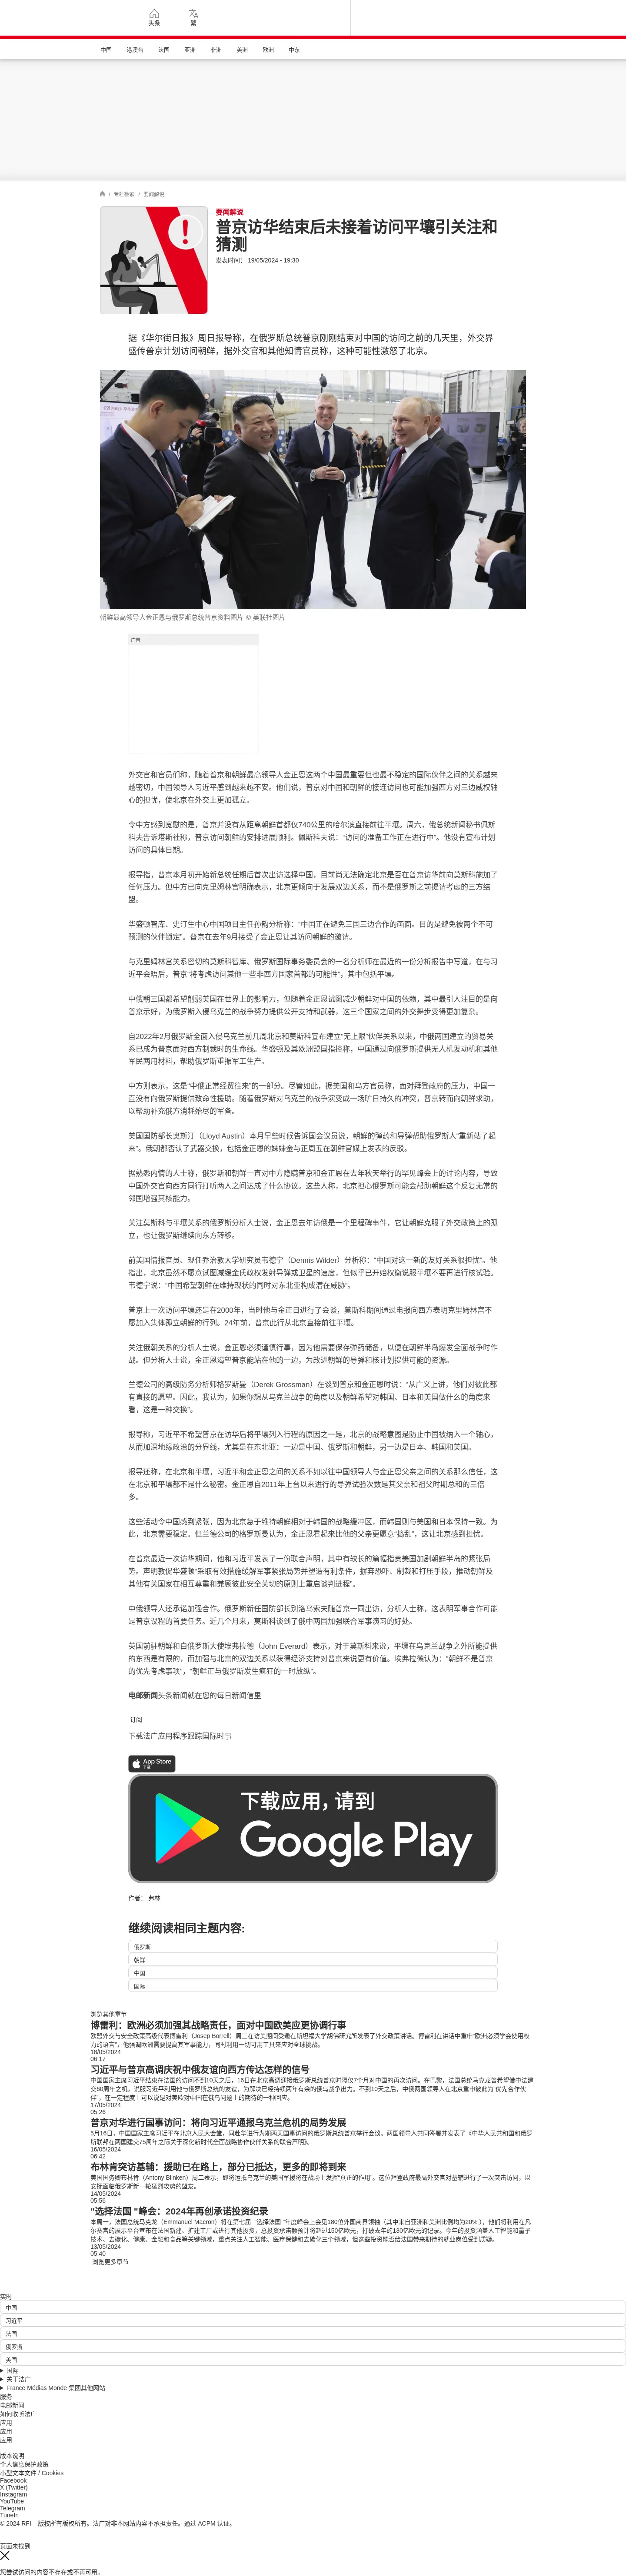 头条
繁
中国 港澳台 法国 亚洲 非洲 美洲 欧洲 中东
/ 专栏检索 / 要闻解说
要闻解说
普京访华结束后未接着访问平壤引关注和
猜测
发表时间： 19/05/2024 - 19:30
据《华尔街日报》周日报导称，在俄罗斯总统普京刚刚结束对中国的访问之前的几天里，外交界
盛传普京计划访问朝鲜，据外交官和其他知情官员称，这种可能性激怒了北京。
朝鲜最高领导人金正恩与俄罗斯总统普京资料图片 © 美联社图片
广告
外交官和官员们称，随着普京和朝鲜最高领导人金正恩这两个中国最重要但也最不稳定的国际伙伴之间的关系越来
越密切，中国领导人习近平感到越来越不安。他们说，普京对中国和朝鲜的接连访问也可能加强西方对三边威权轴
心的担忧，使北京在外交上更加孤立。
令中方感到宽慰的是，普京并没有从距离朝鲜首都仅740公里的哈尔滨直接前往平壤。周六，俄总统新闻秘书佩斯
科夫告诉塔斯社称，普京访问朝鲜的安排进展顺利。佩斯科夫说：“访问的准备工作正在进行中”。他没有宣布计划
访问的具体日期。
报导指，普京本月初开始新总统任期后首次出访选择中国，目前尚无法确定北京是否在普京访华前向莫斯科施加了
任何压力。但中方已向克里姆林宫明确表示，北京更倾向于发展双边关系，而不是俄罗斯之前提请考虑的三方结
盟。
华盛顿智库、史汀生中心中国项目主任孙韵分析称：“中国正在避免三国三边合作的画面。目的是避免被两个不可
预测的伙伴锁定”。普京在去年9月接受了金正恩让其访问朝鲜的邀请。
与克里姆林宫关系密切的莫斯科智库、俄罗斯国际事务委员会的一名分析师在最近的一份分析报告中写道，在与习
近平会晤后，普京“将考虑访问其他一些非西方国家首都的可能性”，其中包括平壤。
中俄朝三国都希望削弱美国在世界上的影响力，但随着金正恩试图减少朝鲜对中国的依赖，其中最引人注目的是向
普京示好，为俄罗斯入侵乌克兰的战争努力提供公开支持和武器，这三个国家之间的外交舞步变得更加复杂。
自2022年2月俄罗斯全面入侵乌克兰前几周北京和莫斯科宣布建立“无上限”伙伴关系以来，中俄两国建立的贸易关
系已成为普京面对西方制裁时的生命线。华盛顿及其欧洲盟国指控称，中国通过向俄罗斯提供无人机发动机和其他
军民两用材料，帮助俄罗斯重振军工生产。
中方则表示，这是“中俄正常经贸往来”的一部分。尽管如此，据美国和乌方官员称，面对拜登政府的压力，中国一
直没有向俄罗斯提供致命性援助。随着俄罗斯对乌克兰的战争演变成一场旷日持久的冲突，普京转而向朝鲜求助，
以帮助补充俄方消耗殆尽的军备。
美国国防部长奥斯汀（Lloyd Austin）本月早些时候告诉国会议员说，朝鲜的弹药和导弹帮助俄罗斯人“重新站了起
来”。俄朝都否认了武器交换，包括金正恩的妹妹金与正周五在朝鲜官媒上发表的反驳。
据熟悉内情的人士称，俄罗斯和朝鲜一直对中方隐瞒普京和金正恩在去年秋天举行的罕见峰会上的讨论内容，导致
中国外交官向西方同行打听两人之间达成了什么协议。这些人称，北京担心俄罗斯可能会帮助朝鲜这个反复无常的
邻国增强其核能力。
关注莫斯科与平壤关系的俄罗斯分析人士说，金正恩去年访俄是一个里程碑事件，它让朝鲜克服了外交政策上的孤
立，也让俄罗斯继续向东方转移。
前美国情报官员、现任乔治敦大学研究员韦德宁（Dennis Wilder）分析称：“中国对这一新的友好关系很担忧”。他
指出，北京虽然不愿意试图减缓金氏政权发射导弹或卫星的速度，但似乎已开始权衡说服平壤不要再进行核试验。
韦德宁说：“中国希望朝鲜在维持现状的同时对东北亚构成潜在威胁”。
普京上一次访问平壤还是在2000年，当时他与金正日进行了会谈，莫斯科期间通过电报向西方表明克里姆林宫不
愿加入集体孤立朝鲜的行列。24年前，普京此行从北京直接前往平壤。
关注俄朝关系的分析人士说，金正恩必须谨慎行事，因为他需要保存弹药储备，以便在朝鲜半岛爆发全面战争时作
战。但分析人士说，金正恩渴望普京能站在他的一边，为改进朝鲜的导弹和核计划提供可能的资源。
兰德公司的高级防务分析师格罗斯曼（Derek Grossman）在谈到普京和金正恩时说：“从广义上讲，他们对彼此都
有直接的愿望。因此，我认为，如果你想从乌克兰战争的角度以及朝鲜希望对韩国、日本和美国做什么的角度来
看，这是一种交换”。
报导称，习近平不希望普京在访华后将平壤列入行程的原因之一是，北京的战略意图是防止中国被纳入一个轴心，
从而加深地缘政治的分界线，尤其是在东北亚：一边是中国、俄罗斯和朝鲜，另一边是日本、韩国和美国。
报导还称，在北京和平壤，习近平和金正恩之间的关系不如以往中国领导人与金正恩父亲之间的关系那么信任，这
在北京和平壤都不是什么秘密。金正恩自2011年上台以来进行的导弹试验次数是其父亲和祖父时期总和的三倍
多。
这些活动令中国感到紧张，因为北京急于维持朝鲜相对于韩国的战略缓冲区，而韩国则与美国和日本保持一致。为
此，北京需要稳定。但兰德公司的格罗斯曼认为，金正恩看起来比他的父亲更愿意“捣乱”，这让北京感到担忧。
在普京最近一次访华期间，他和习近平发表了一份联合声明，其中有较长的篇幅指责美国加剧朝鲜半岛的紧张局
势。声明敦促华盛顿“采取有效措施缓解军事紧张局势并塑造有利条件，摒弃恐吓、制裁和打压手段，推动朝鲜及
其他有关国家在相互尊重和兼顾彼此安全关切的原则上重启谈判进程”。
中俄领导人还承诺加强合作。俄罗斯新任国防部长别洛乌索夫随普京一同出访，分析人士称，这表明军事合作可能
是普京议程的首要任务。近几个月来，莫斯科谈到了俄中两国加强联合军事演习的好处。
英国前驻朝鲜和白俄罗斯大使埃弗拉德（John Everard）表示，对于莫斯科来说，平壤在乌克兰战争之外所能提供
的东西是有限的，而加强与北京的双边关系以获得经济支持对普京来说更有价值。埃弗拉德认为：“朝鲜不是普京
的优先考虑事项”，“朝鲜正与俄罗斯发生疯狂的一时放纵”。
电邮新闻头条新闻就在您的每日新闻信里
订阅
下载法广应用程序跟踪国际时事
App Store
下载
下载应用，请到
Google Play
作者： 弗林
继续阅读相同主题内容:
俄罗斯
朝鲜
中国
国际
浏览其他章节
博雷利：欧洲必须加强其战略责任，面对中国欧美应更协调行事
欧盟外交与安全政策高级代表博雷利（Josep Borrell）周三在访美期间受邀在斯坦福大学胡佛研究所发表了外交政策讲话。博雷利在讲话中重申“欧洲必须学会使用权
力的语言”，他强调欧洲需要提高其军事能力，同时利用一切可用工具来应对全球挑战。
18/05/2024
06:17
习近平与普京高调庆祝中俄友谊向西方传达怎样的信号
中国国家主席习近平结束在法国的访问不到10天之后，16日在北京高调迎接俄罗斯总统普京时隔仅7个月对中国的再次访问。在巴黎，法国总统马克龙曾希望借中法建
交60周年之机，说服习近平利用他与俄罗斯总统的友谊，为解决已经持续两年有余的俄乌战争出力。不到10天之后，中俄两国领导人在北京重申彼此为“优先合作伙
伴”，在一定程度上可以说是对美欧对中国在俄乌问题上的期待的一种回应。
17/05/2024
05:26
普京对华进行国事访问：将向习近平通报乌克兰危机的局势发展
5月16日，中国国家主席习近平在北京人民大会堂，同赴华进行为期两天国事访问的俄罗斯总统普京举行会谈。两国领导人共同签署并发表了《中华人民共和国和俄罗
斯联邦在两国建交75周年之际关于深化新时代全面战略协作伙伴关系的联合声明》。
16/05/2024
06:42
布林肯突访基辅：援助已在路上，部分已抵达，更多的即将到来
美国国务卿布林肯（Antony Blinken）周二表示，即将运抵乌克兰的美国军援将在战场上发挥“真正的作用”。这位拜登政府最高外交官对基辅进行了一次突击访问，以
安抚面临俄罗斯新一轮猛烈攻势的盟友。
14/05/2024
05:56
"选择法国 "峰会：2024年再创承诺投资纪录
本周一，法国总统马克龙（Emmanuel Macron）将在第七届 "选择法国 "年度峰会上会见180位外国商界领袖（其中来自亚洲和美洲比例均为20% ），他们将利用在凡
尔赛宫的展示平台宣布在法国新建、扩建工厂或进行其他投资，总投资承诺额预计将超过150亿欧元，打破去年的130亿欧元的记录。今年的投资涵盖人工智能和量子
技术、去碳化、健康、金融和食品等关键领域，重点关注人工智能、医疗保健和去碳化三个领域，但这些投资能否给法国带来期待的就业岗位受到质疑。
13/05/2024
05:40
浏览更多章节
实时
中国
习近平
法国
俄罗斯
美国
国际
关于法广
France Médias Monde 集团其他网站
服务
电邮新闻
如何收听法广
应用
应用
应用
版本说明
个人信息保护政策
小型文本文件 / Cookies
Facebook
X (Twitter)
Instagram
YouTube
Telegram
TuneIn
© 2024 RFI – 版权所有版权所有。法广对非本网站内容不承担责任。通过 ACPM 认证。
页面未找到
您尝试访问的内容不存在或不再可用。